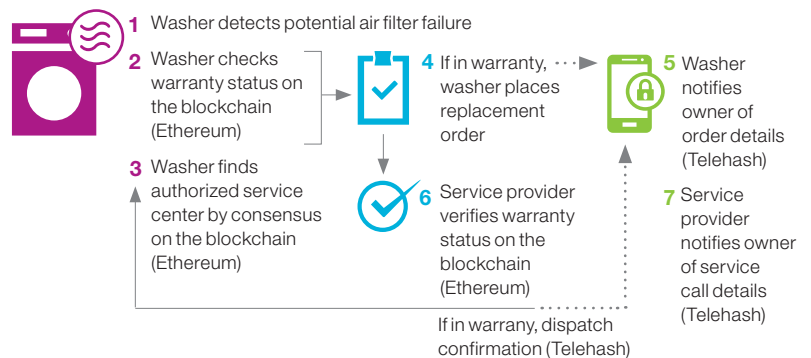 1 Washer detects potential air filter failure
2 Washer checks
warranty status on
the blockchain
(Ethereum)
3 Washer finds
authorized service
center by consensus
on the blockchain
(Ethereum)
4 If in warranty,
washer places
replacement
order
5 Washer
notifies
owner of
order details
(Telehash)
6 Service provider
verifies warranty
status on the
blockchain
(Ethereum)
7 Service
provider
notifies owner
of service
call details
(Telehash)
If in warrany, dispatch
confirmation (Telehash)